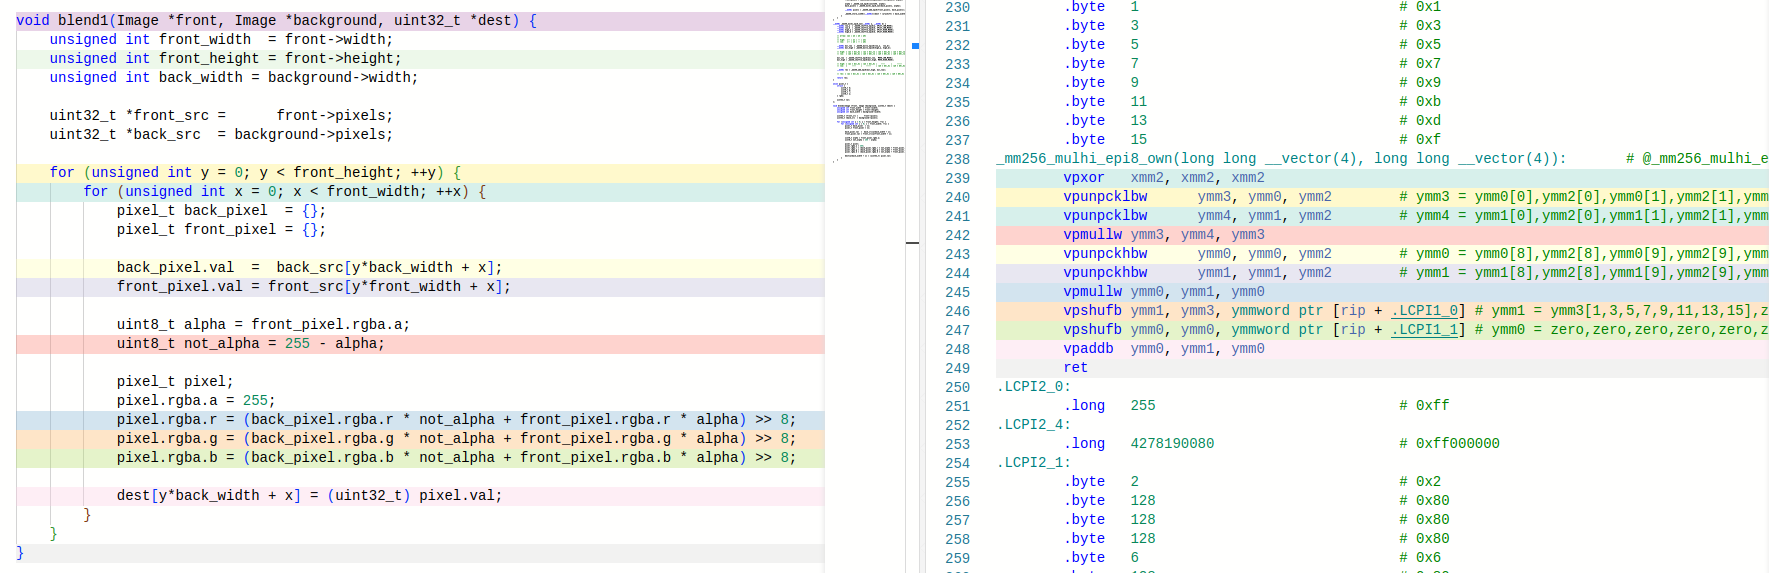 void blend1(Image *front, Image *background, uint32_t *dest) {
    unsigned int front_width  = front->width;
    unsigned int front_height = front->height;
    unsigned int back_width = background->width;

    uint32_t *front_src =      front->pixels;
    uint32_t *back_src  = background->pixels;

    for (unsigned int y = 0; y < front_height; ++y) {
        for (unsigned int x = 0; x < front_width; ++x) {
            pixel_t back_pixel  = {};
            pixel_t front_pixel = {};

            back_pixel.val  =  back_src[y*back_width + x];
            front_pixel.val = front_src[y*front_width + x];

            uint8_t alpha = front_pixel.rgba.a;
            uint8_t not_alpha = 255 - alpha;

            pixel_t pixel;
            pixel.rgba.a = 255;
            pixel.rgba.r = (back_pixel.rgba.r * not_alpha + front_pixel.rgba.r * alpha) >> 8;
            pixel.rgba.g = (back_pixel.rgba.g * not_alpha + front_pixel.rgba.g * alpha) >> 8;
            pixel.rgba.b = (back_pixel.rgba.b * not_alpha + front_pixel.rgba.b * alpha) >> 8;

            dest[y*back_width + x] = (uint32_t) pixel.val;
        }
    }
}
230         .byte   1                               # 0x1
231         .byte   3                               # 0x3
232         .byte   5                               # 0x5
233         .byte   7                               # 0x7
234         .byte   9                               # 0x9
235         .byte   11                              # 0xb
236         .byte   13                              # 0xd
237         .byte   15                              # 0xf
238 _mm256_mulhi_epi8_own(long long __vector(4), long long __vector(4)):       # @_mm256_mulhi_e
239         vpxor   xmm2, xmm2, xmm2
240         vpunpcklbw      ymm3, ymm0, ymm2        # ymm3 = ymm0[0],ymm2[0],ymm0[1],ymm2[1],ymm
241         vpunpcklbw      ymm4, ymm1, ymm2        # ymm4 = ymm1[0],ymm2[0],ymm1[1],ymm2[1],ymm
242         vpmullw ymm3, ymm4, ymm3
243         vpunpckhbw      ymm0, ymm0, ymm2        # ymm0 = ymm0[8],ymm2[8],ymm0[9],ymm2[9],ymm
244         vpunpckhbw      ymm1, ymm1, ymm2        # ymm1 = ymm1[8],ymm2[8],ymm1[9],ymm2[9],ymm
245         vpmullw ymm0, ymm1, ymm0
246         vpshufb ymm1, ymm3, ymmword ptr [rip + .LCPI1_0] # ymm1 = ymm3[1,3,5,7,9,11,13,15],z
247         vpshufb ymm0, ymm0, ymmword ptr [rip + .LCPI1_1] # ymm0 = zero,zero,zero,zero,zero,z
248         vpaddb  ymm0, ymm1, ymm0
249         ret
250 .LCPI2_0:
251         .long   255                             # 0xff
252 .LCPI2_4:
253         .long   4278190080                      # 0xff000000
254 .LCPI2_1:
255         .byte   2                               # 0x2
256         .byte   128                             # 0x80
257         .byte   128                             # 0x80
258         .byte   128                             # 0x80
259         .byte   6                               # 0x6